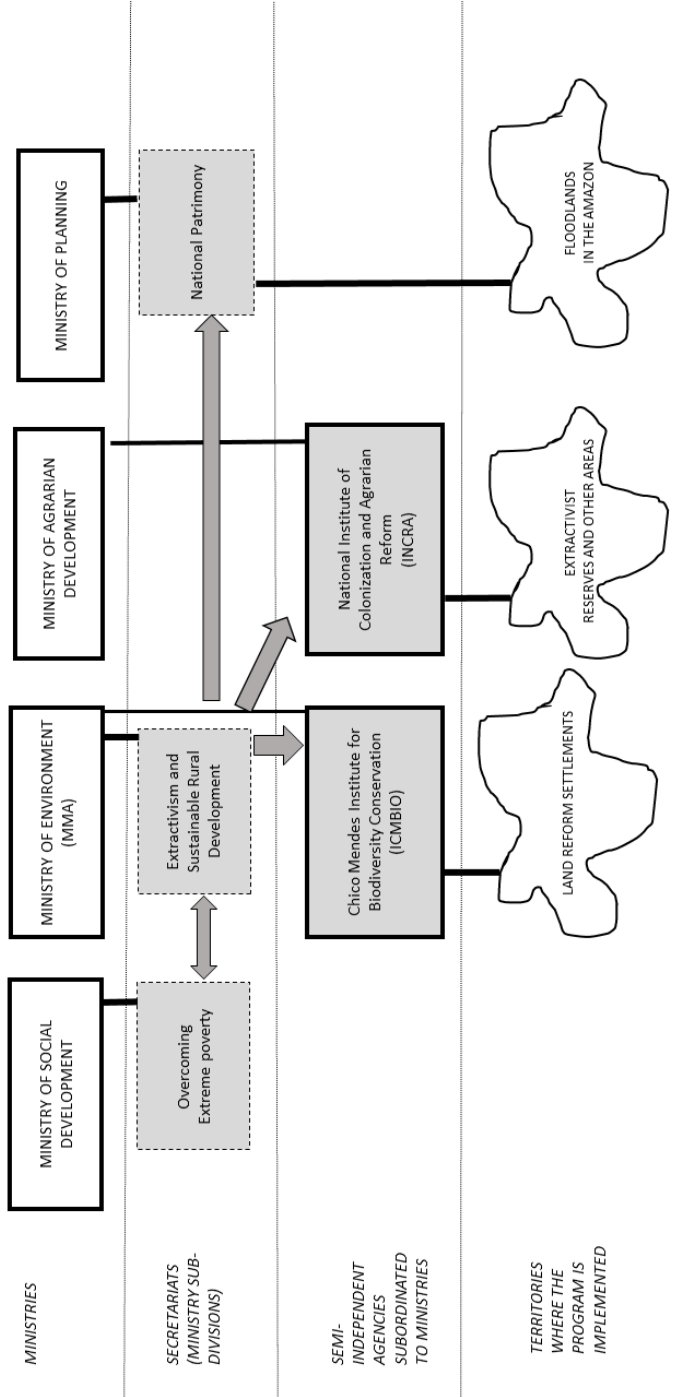 MINISTRIES
MINISTRY OF SOCIAL
DEVELOPMENT
MINISTRY OF ENVIRONMENT
(MMA)
MINISTRY OF AGRARIAN
DEVELOPMENT
MINISTRY OF PLANNING
SECRETARIATS
(MINISTRY SUB-
DIVISIONS)
Overcoming
Extreme poverty
Extractivism and
Sustainable Rural
Development
National Patrimony
SEMI-
INDEPENDENT
AGENCIES
SUBORDINATED
TO MINISTRIES
Chico Mendes Institute for
Biodiversity Conservation
(ICMBIO)
National Institute of
Colonization and Agrarian
Reform
(INCRA)
TERRITORIES
WHERE THE
PROGRAM IS
IMPLEMENTED
LAND REFORM SETTLEMENTS
EXTRACTIVIST
RESERVES AND OTHER AREAS
FLOODLANDS
IN THE AMAZON